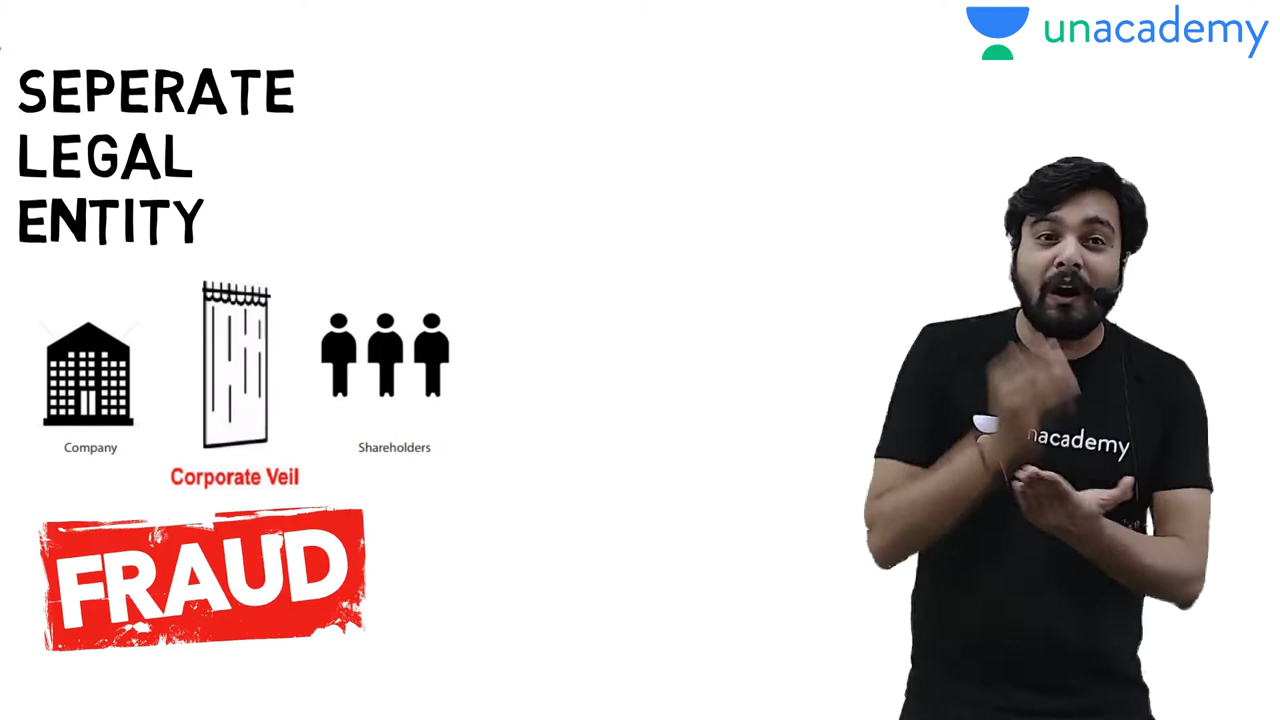 unacademy
SEPERATE
LEGAL
ENTITY
Company
Shareholders
Corporate Veil
FRAUD
nacademy